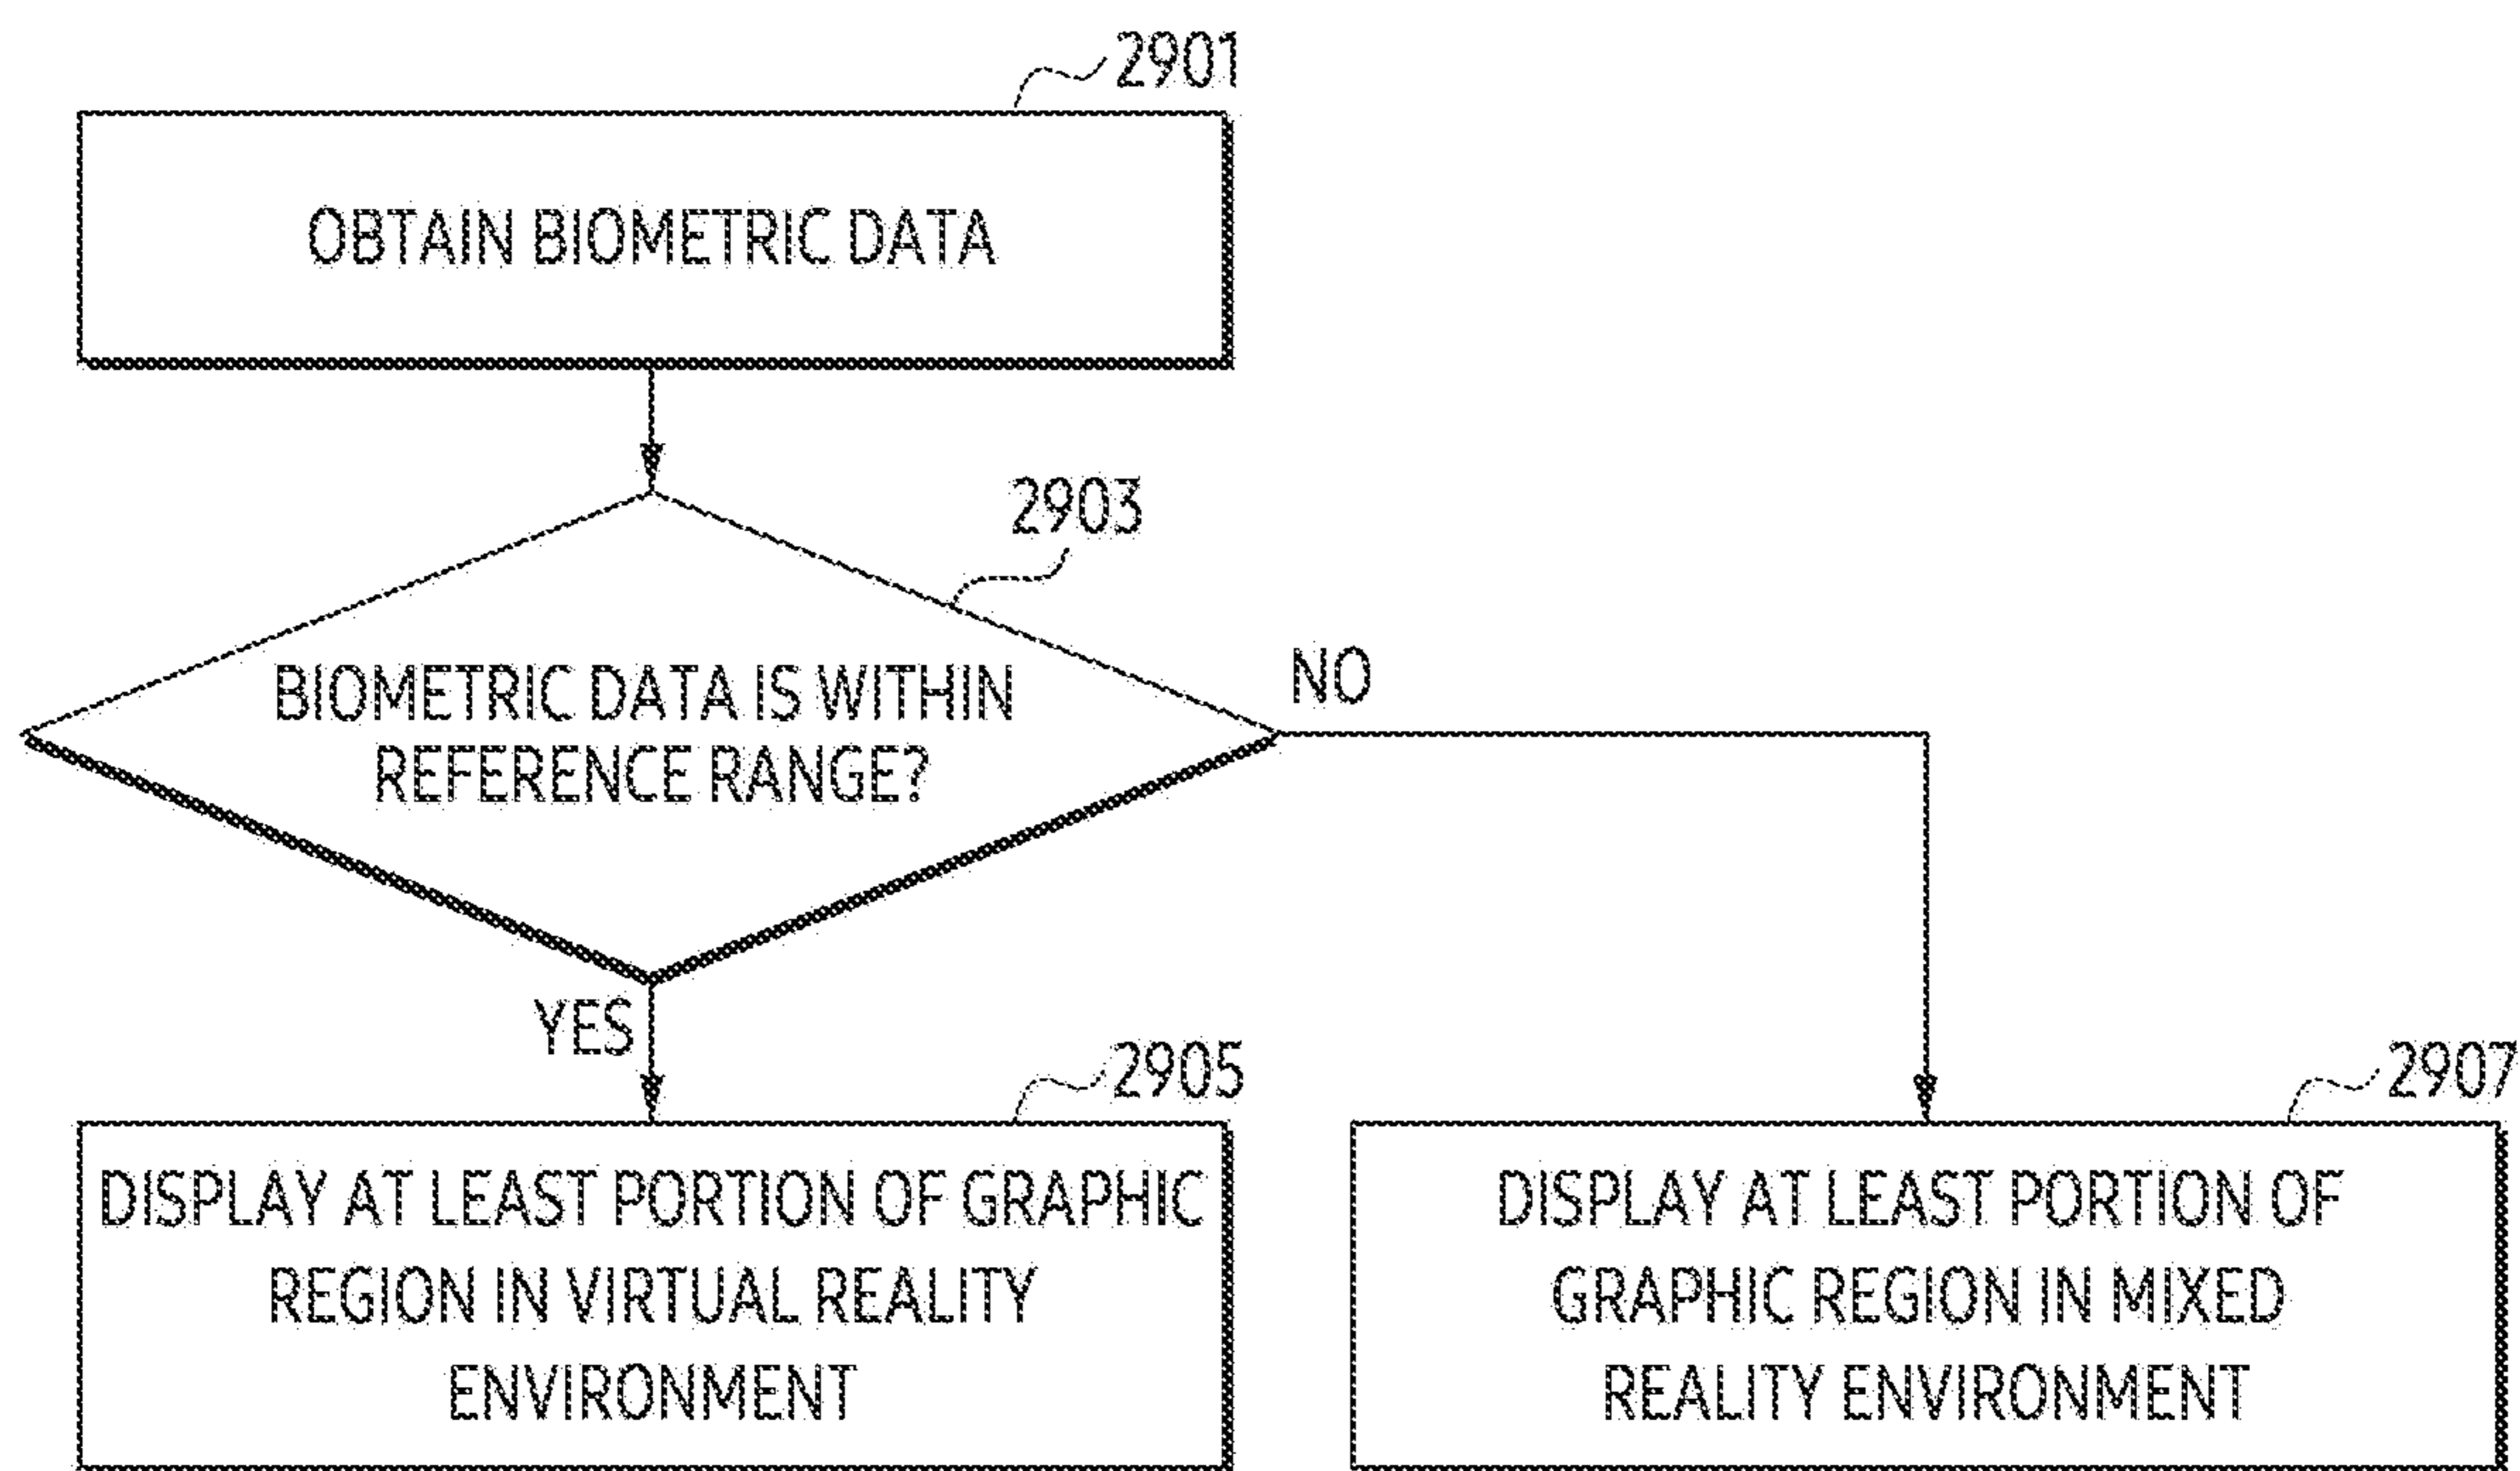 2901
OBTAIN BIOMETRIC DATA
2903
BIOMETRIC DATA IS WITHIN
REFERENCE RANGE?
NO
YES
2905
DISPLAY AT LEAST PORTION OF GRAPHIC
REGION IN VIRTUAL REALITY
ENVIRONMENT
2907
DISPLAY AT LEAST PORTION OF
GRAPHIC REGION IN MIXED
REALITY ENVIRONMENT